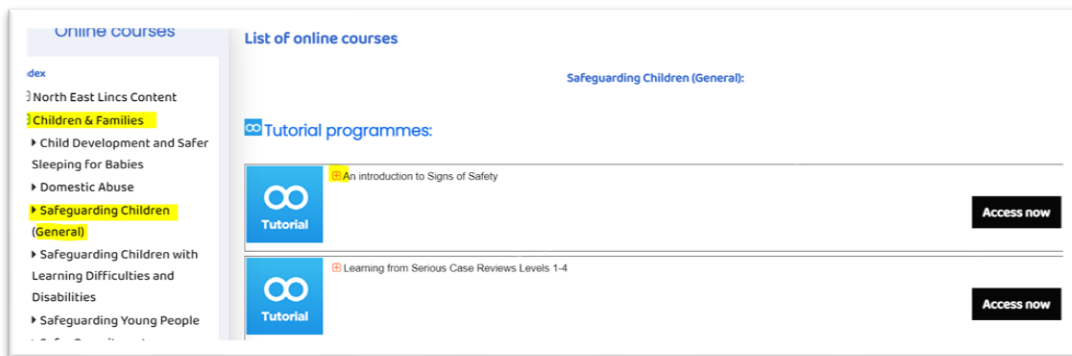 Online courses
Index
North East Lincs Content
Children & Families
Child Development and Safer
Sleeping for Babies
Domestic Abuse
Safeguarding Children
(General)
Safeguarding Children with
Learning Difficulties and
Disabilities
Safeguarding Young People
List of online courses
Safeguarding Children (General):
Tutorial programmes:
An introduction to Signs of Safety
Tutorial
Access now
Learning from Serious Case Reviews Levels 1-4
Tutorial
Access now